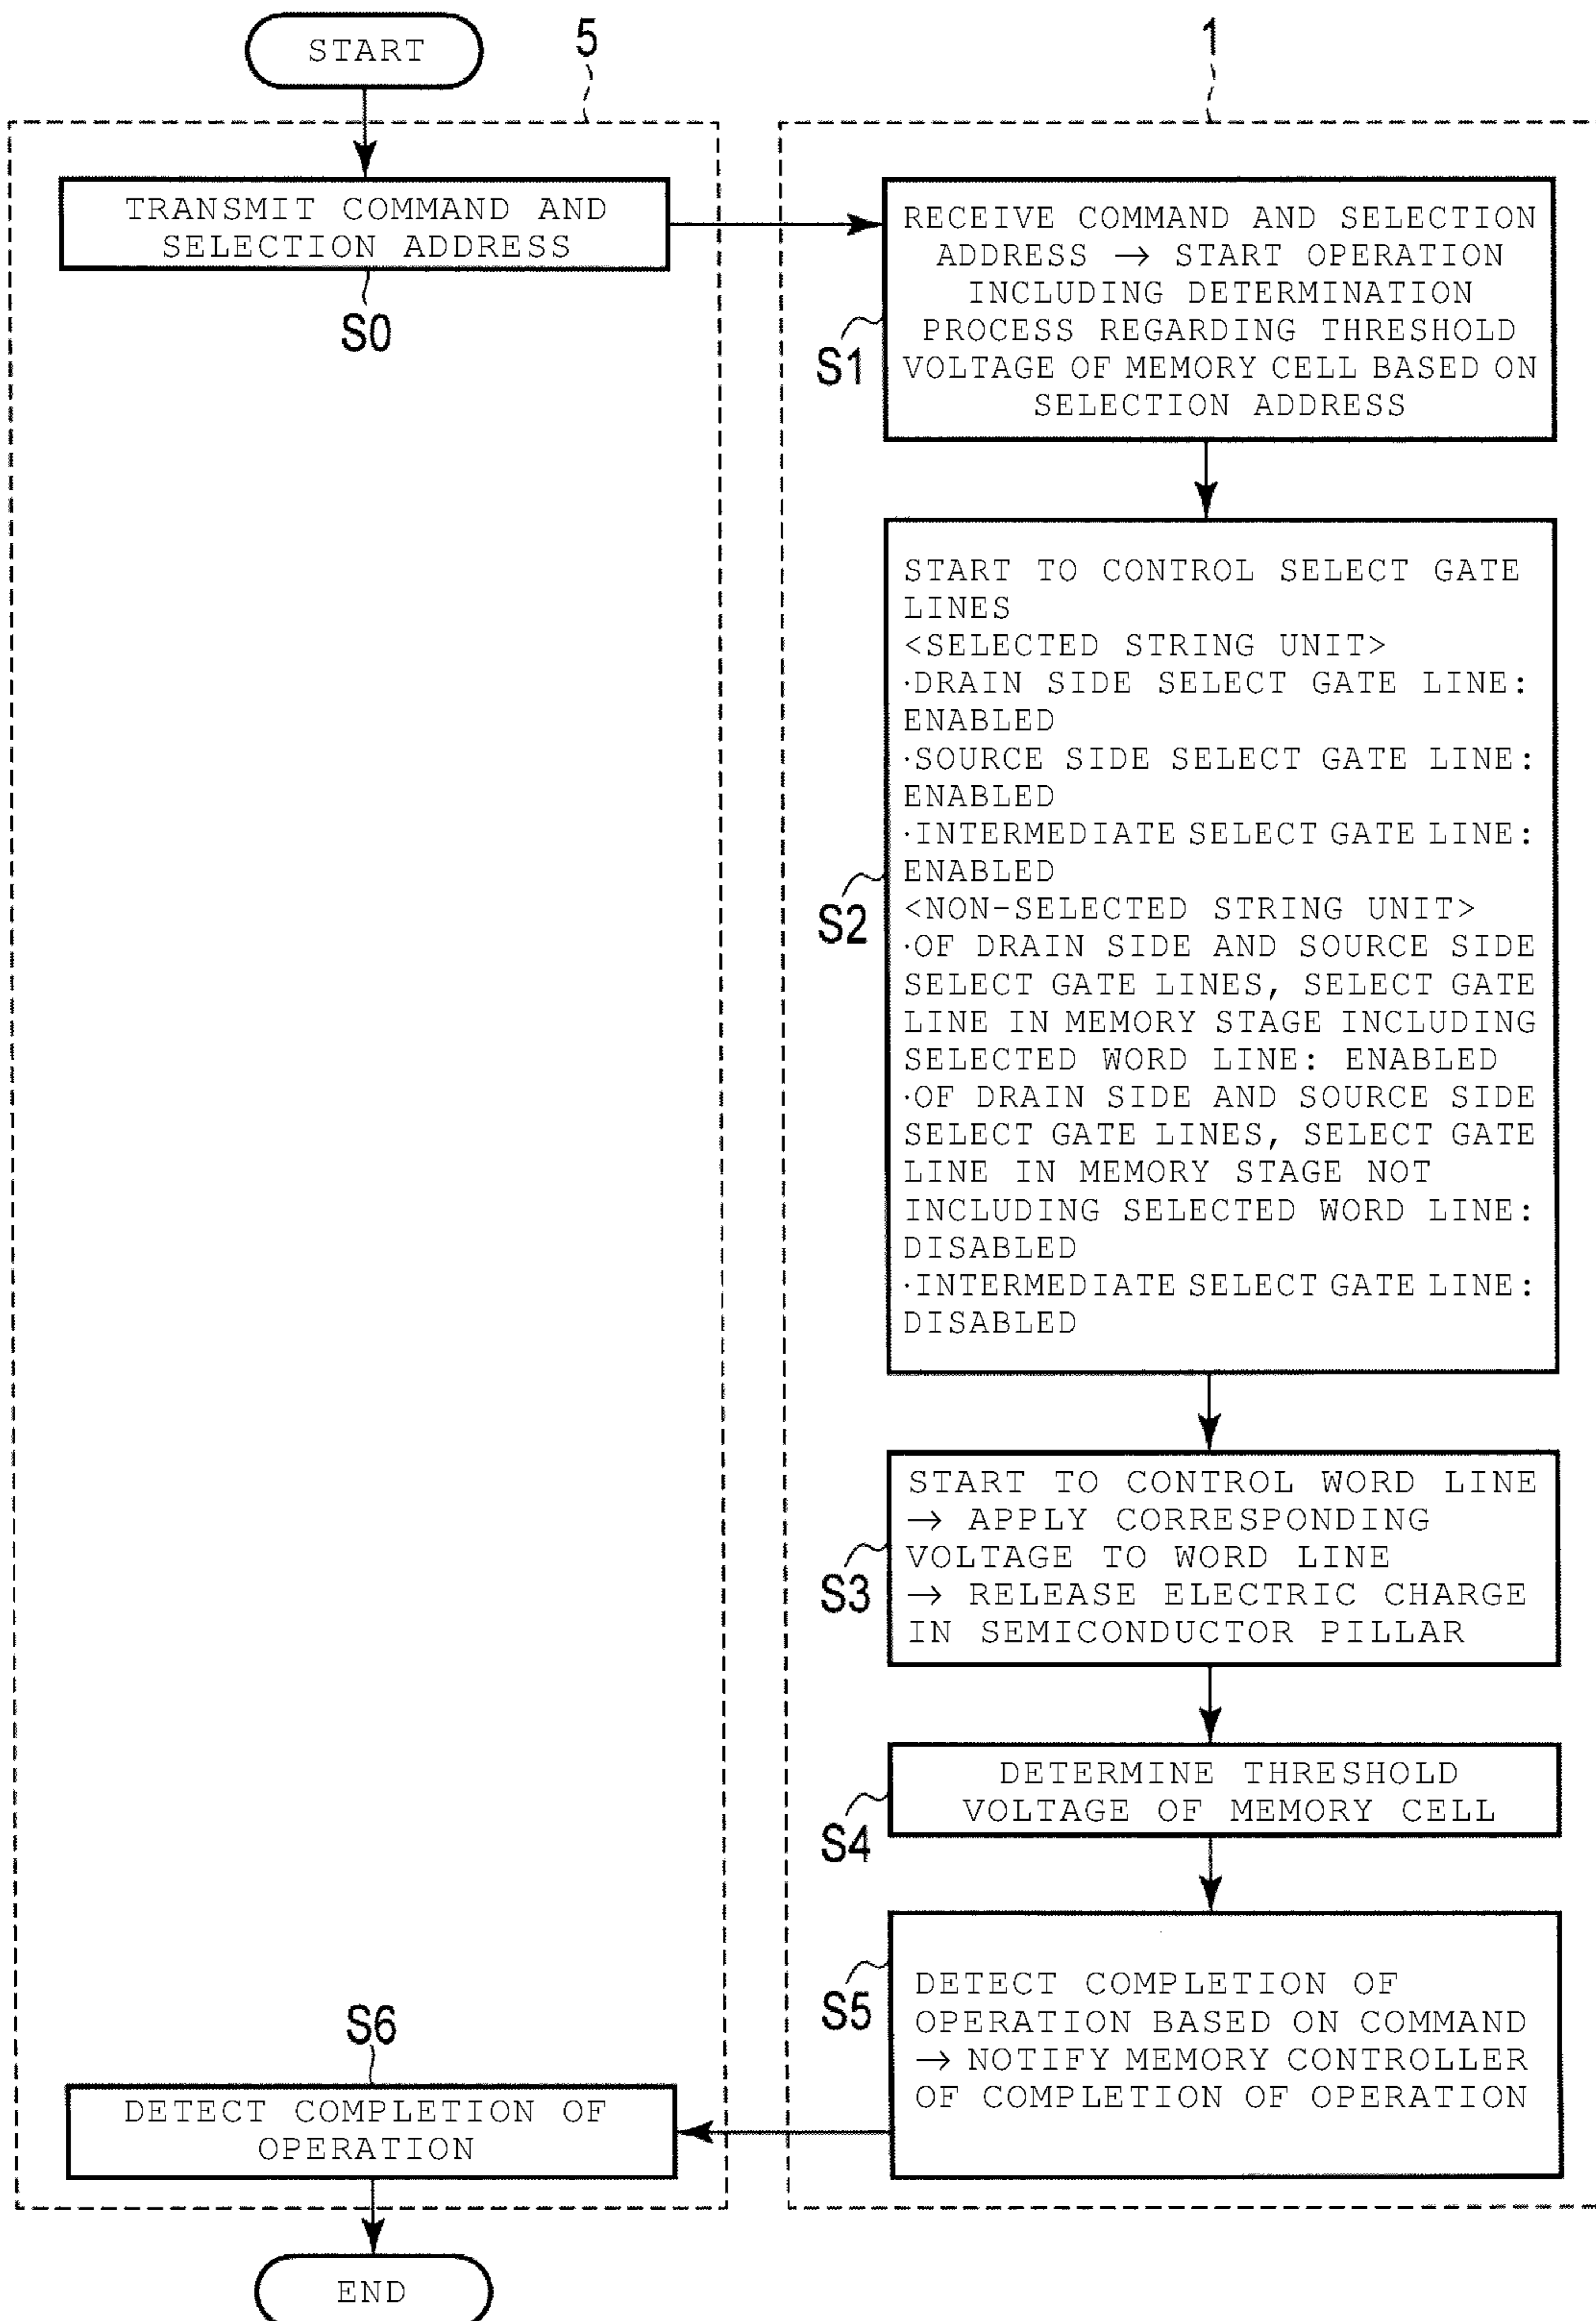 START
5
1
TRANSMIT COMMAND AND
SELECTION ADDRESS
S0
RECEIVE COMMAND AND SELECTION
ADDRESS → START OPERATION
INCLUDING DETERMINATION
PROCESS REGARDING THRESHOLD
VOLTAGE OF MEMORY CELL BASED ON
SELECTION ADDRESS
S1
START TO CONTROL SELECT GATE
LINES
<SELECTED STRING UNIT>
·DRAIN SIDE SELECT GATE LINE:
ENABLED
·SOURCE SIDE SELECT GATE LINE:
ENABLED
·INTERMEDIATE SELECT GATE LINE:
ENABLED
<NON-SELECTED STRING UNIT>
·OF DRAIN SIDE AND SOURCE SIDE
SELECT GATE LINES, SELECT GATE
LINE IN MEMORY STAGE INCLUDING
SELECTED WORD LINE: ENABLED
·OF DRAIN SIDE AND SOURCE SIDE
SELECT GATE LINES, SELECT GATE
LINE IN MEMORY STAGE NOT
INCLUDING SELECTED WORD LINE:
DISABLED
·INTERMEDIATE SELECT GATE LINE:
DISABLED
S2
START TO CONTROL WORD LINE
→ APPLY CORRESPONDING
VOLTAGE TO WORD LINE
→ RELEASE ELECTRIC CHARGE
IN SEMICONDUCTOR PILLAR
S3
DETERMINE THRESHOLD
VOLTAGE OF MEMORY CELL
S4
DETECT COMPLETION OF
OPERATION BASED ON COMMAND
→ NOTIFY MEMORY CONTROLLER
OF COMPLETION OF OPERATION
S5
S6
DETECT COMPLETION OF
OPERATION
END